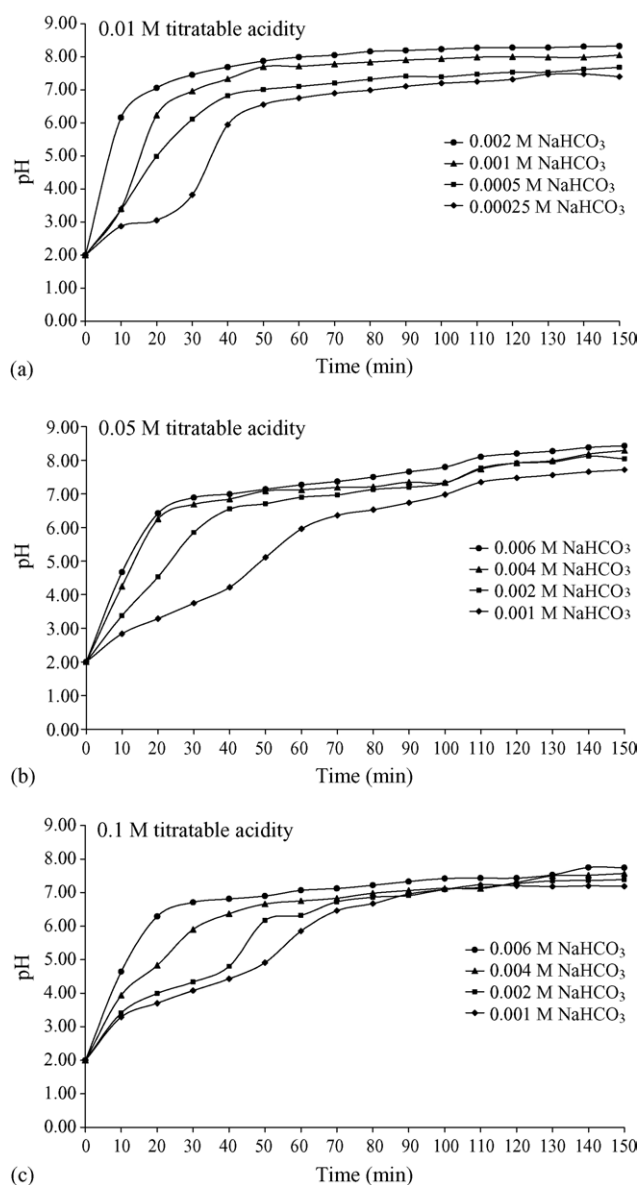 0.01 M titratable acidity
9.00
8.00
7.00
6.00
5.00
4.00
3.00
2.00
1.00
pH
0.002 M NaHCO₃
0.001 M NaHCO₃
0.0005 M NaHCO₃
0.00025 M NaHCO₃
0 10 20 30 40 50 60 70 80 90 100 110 120 130 140 150
Time (min)
(a)
0.05 M titratable acidity
9.00
8.00
7.00
6.00
5.00
4.00
3.00
2.00
1.00
0.00
pH
0.006 M NaHCO₃
0.004 M NaHCO₃
0.002 M NaHCO₃
0.001 M NaHCO₃
0 10 20 30 40 50 60 70 80 90 100 110 120 130 140 150
Time (min)
(b)
0.1 M titratable acidity
9.00
8.00
7.00
6.00
5.00
4.00
3.00
2.00
1.00
0.00
pH
0.006 M NaHCO₃
0.004 M NaHCO₃
0.002 M NaHCO₃
0.001 M NaHCO₃
0 10 20 30 40 50 60 70 80 90 100 110 120 130 140 150
Time (min)
(c)